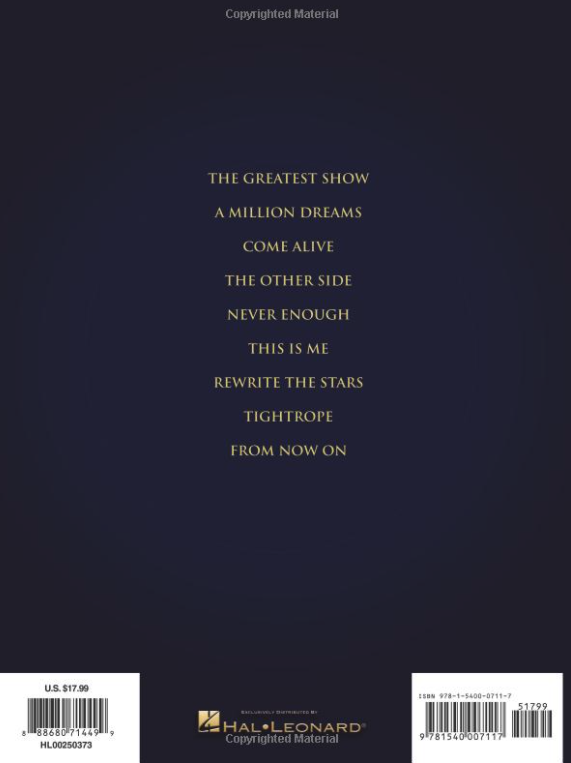 Copyrighted Material
THE GREATEST SHOW
A MILLION DREAMS
COME ALIVE
THE OTHER SIDE
NEVER ENOUGH
THIS IS ME
REWRITE THE STARS
TIGHTROPE
FROM NOW ON
U.S. $17.99
8 88680 71449 9
HL00250373
EXCLUSIVELY DISTRIBUTED BY
HAL•LEONARD®
Copyrighted Material
ISBN 978-1-5400-0711-7
51799
9 781540 007117